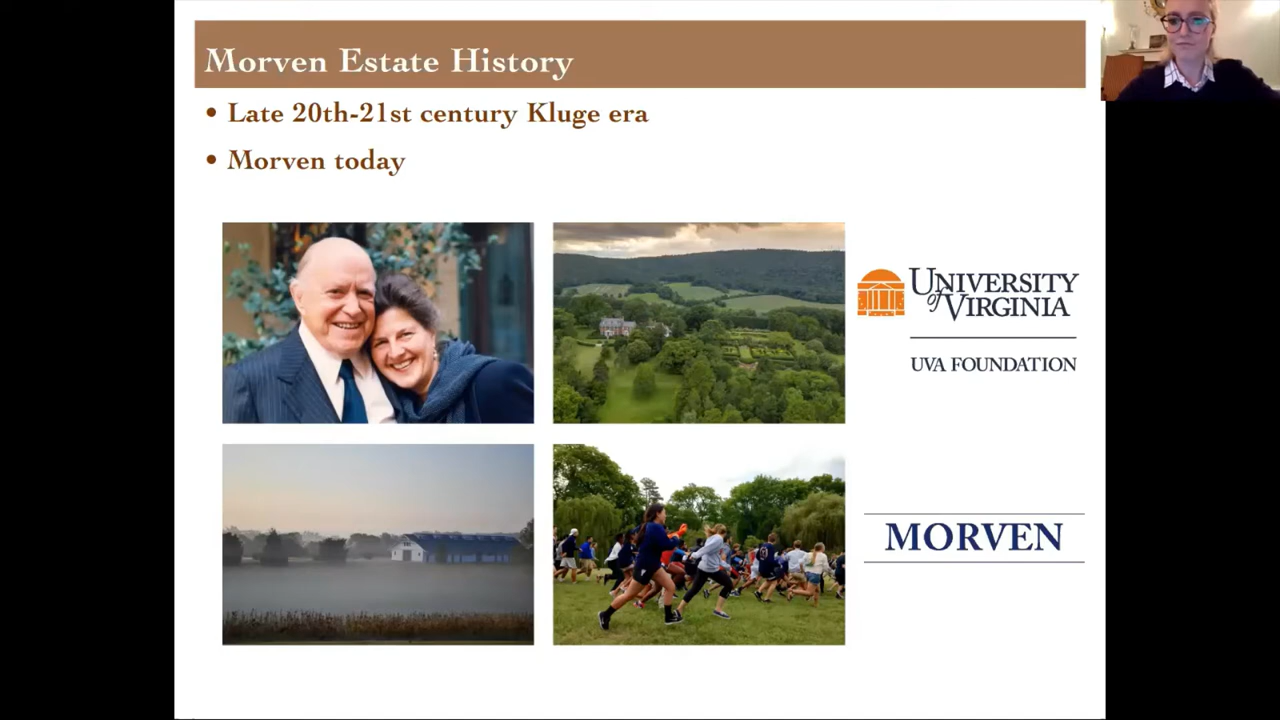 Morven Estate History
• Late 20th-21st century Kluge era
• Morven today
UNIVERSITY
of VIRGINIA
UVA FOUNDATION
MORVEN